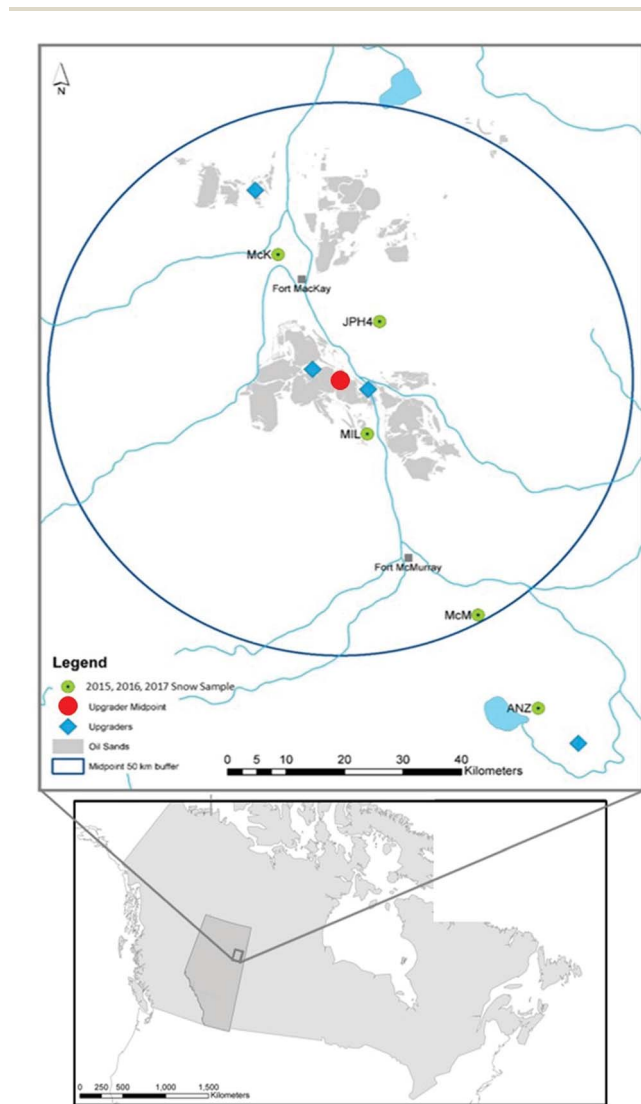 N
McK
Fort MacKay
JPH4
MIL
Fort McMurray
McM
ANZ
Legend
2015, 2016, 2017 Snow Sample
Upgrader Midpoint
Upgraders
Oil Sands
Midpoint 50 km buffer
0 5 10 20 30 40
Kilometers
0 250 500 1,000 1,500
Kilometers